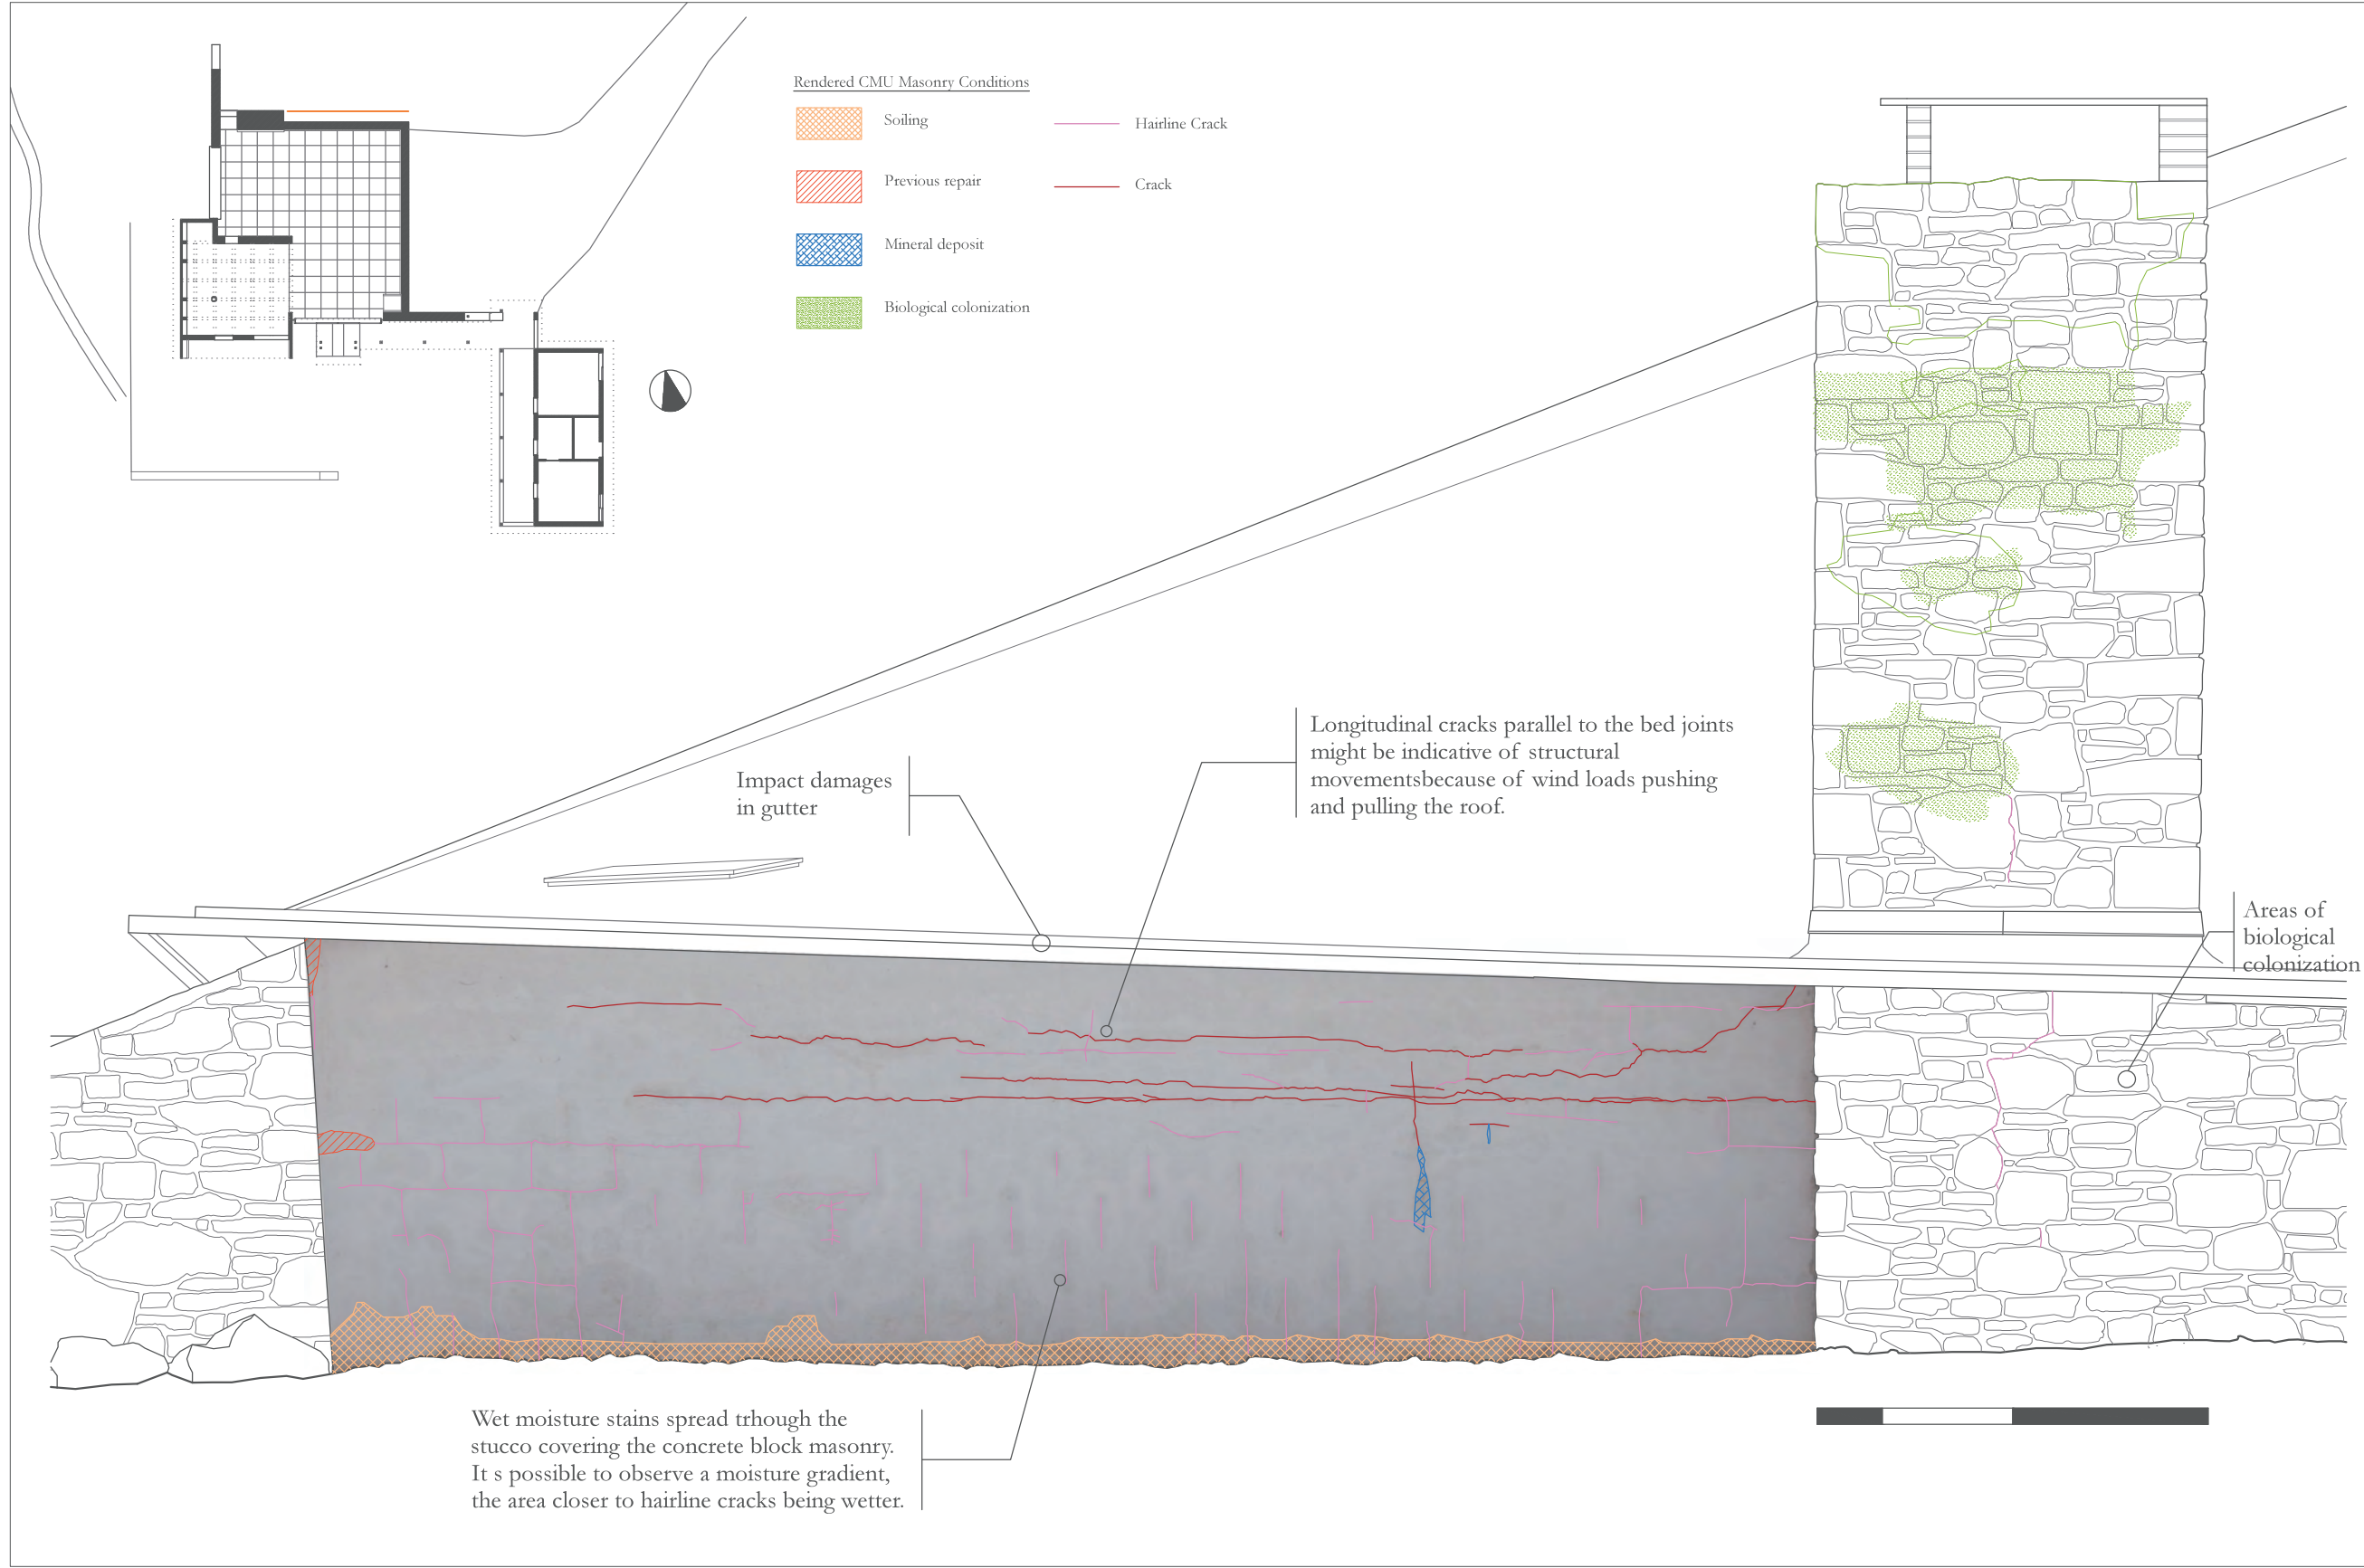 Rendered CMU Masonry Conditions
Soiling
Hairline Crack
Previous repair
Crack
Mineral deposit
Biological colonization
Longitudinal cracks parallel to the bed joints
might be indicative of structural
movementsbecause of wind loads pushing
and pulling the roof.
Impact damages
in gutter
Areas of
biological
colonization
Wet moisture stains spread trhough the
stucco covering the concrete block masonry.
It s possible to observe a moisture gradient,
the area closer to hairline cracks being wetter.